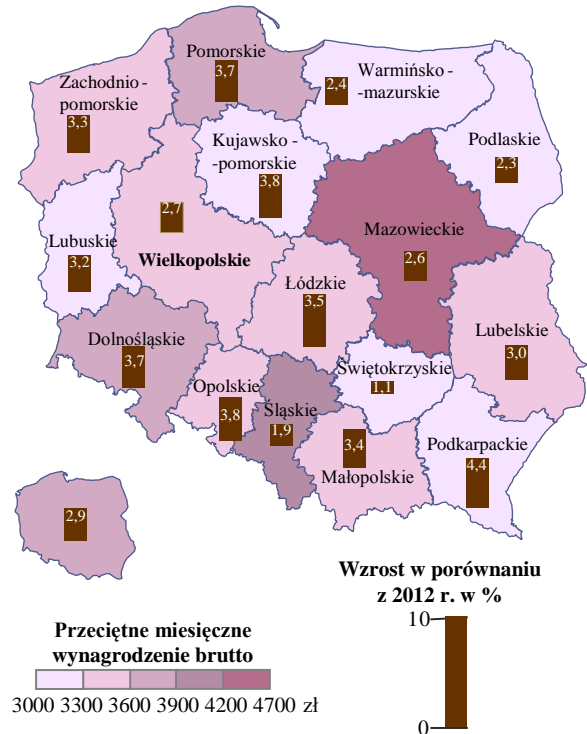 Pomorskie
3,7
Warmińsko -
-mazurskie
2,4
Zachodnio -
pomorskie
3,3
Kujawsko -
-pomorskie
3,8
Podlaskie
2,3
2,7
Mazowieckie
2,6
Lubuskie
3,2
Wielkopolskie
Łódzkie
3,5
Dolnośląskie
3,7
Lubelskie
3,0
Świętokrzyskie
1,1
Opolskie
3,8
Śląskie
1,9
3,4
Małopolskie
Podkarpackie
4,4
2,9
Wzrost w porównaniu
z 2012 r. w %
10
0
Przeciętne miesięczne
wynagrodzenie brutto
3000 3300 3600 3900 4200 4700 zł